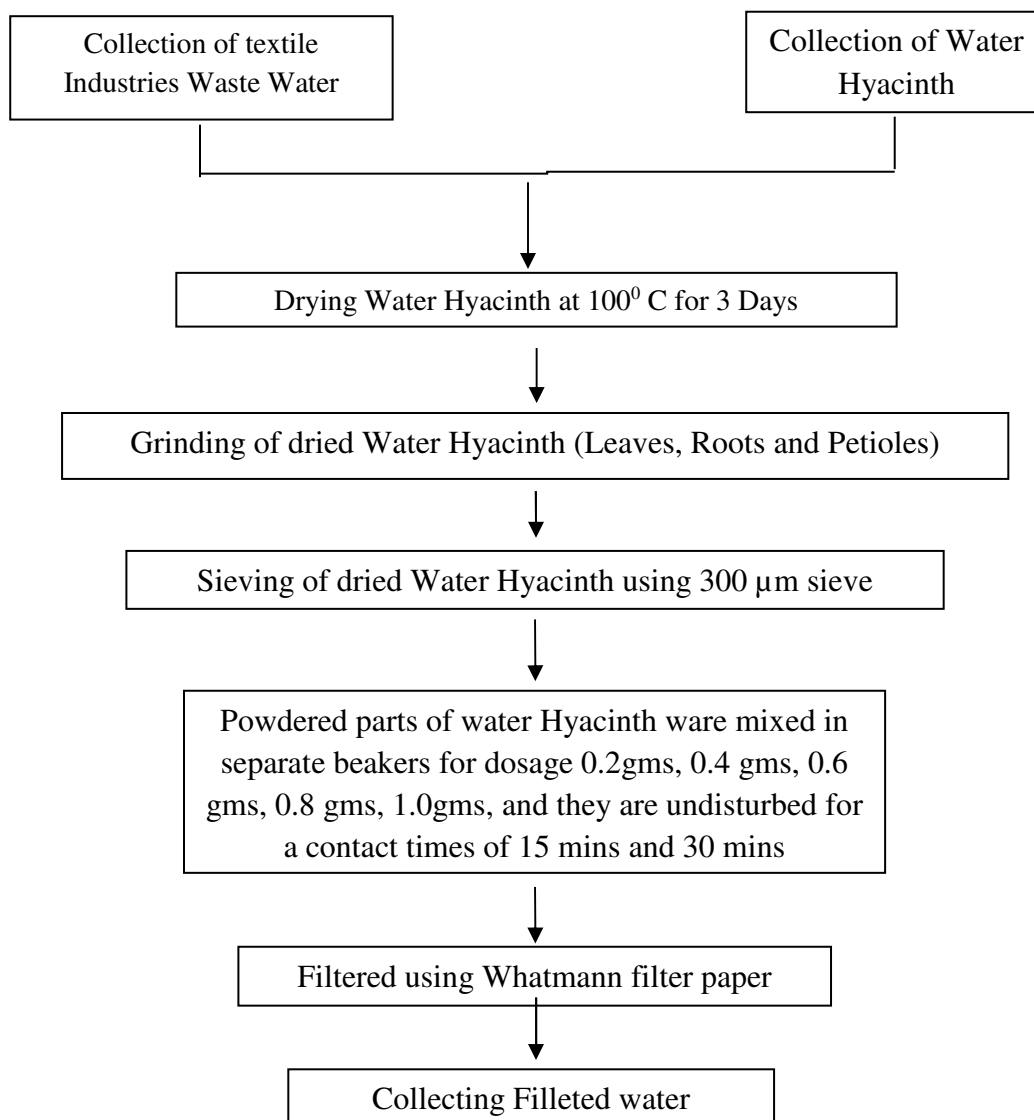 Collection of textile
Industries Waste Water
Collection of Water
Hyacinth
Drying Water Hyacinth at 100⁰ C for 3 Days
Grinding of dried Water Hyacinth (Leaves, Roots and Petioles)
Sieving of dried Water Hyacinth using 300 µm sieve
Powdered parts of water Hyacinth ware mixed in
separate beakers for dosage 0.2gms, 0.4 gms, 0.6
gms, 0.8 gms, 1.0gms, and they are undisturbed for
a contact times of 15 mins and 30 mins
Filtered using Whatmann filter paper
Collecting Filleted water